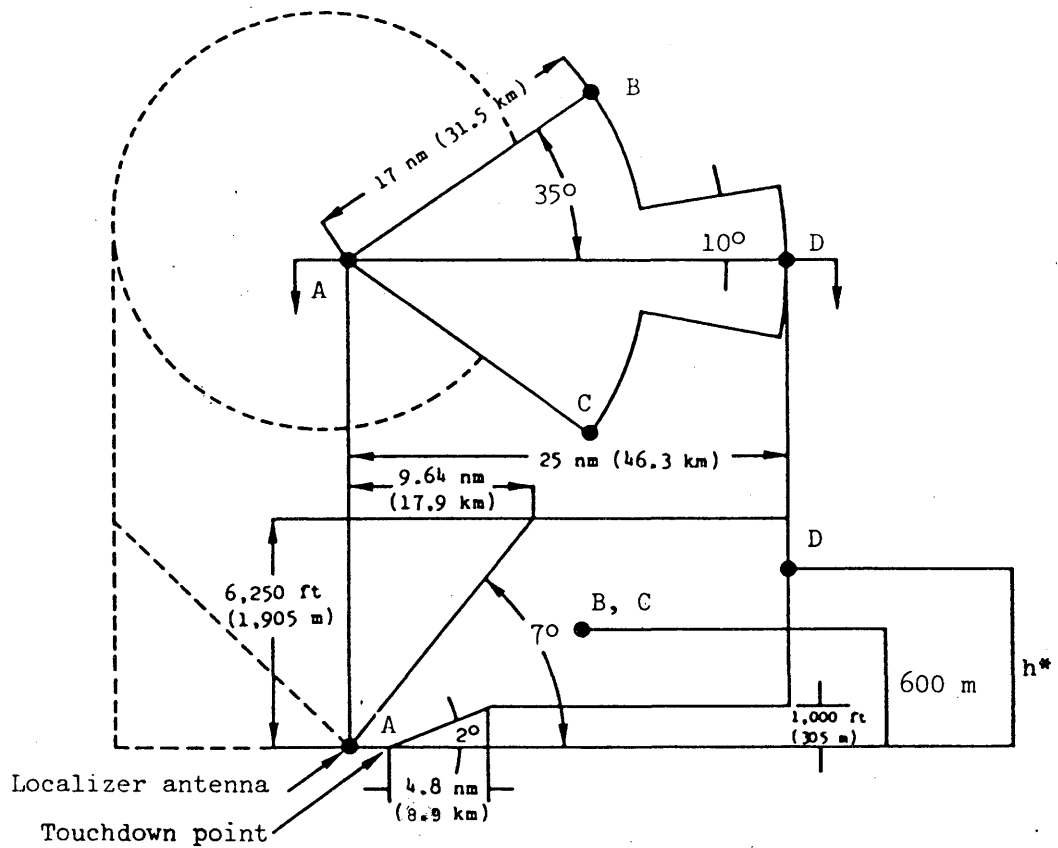 B
17 nm (31.5 km)
35°
10°
D
A
C
25 nm (46.3 km)
9.64 nm
(17.9 km)
D
6,250 ft
(1,905 m)
B, C
7°
h*
600 m
A
2°
1,000 ft
(305 m)
Localizer antenna
4.8 nm
(8.9 km)
Touchdown point